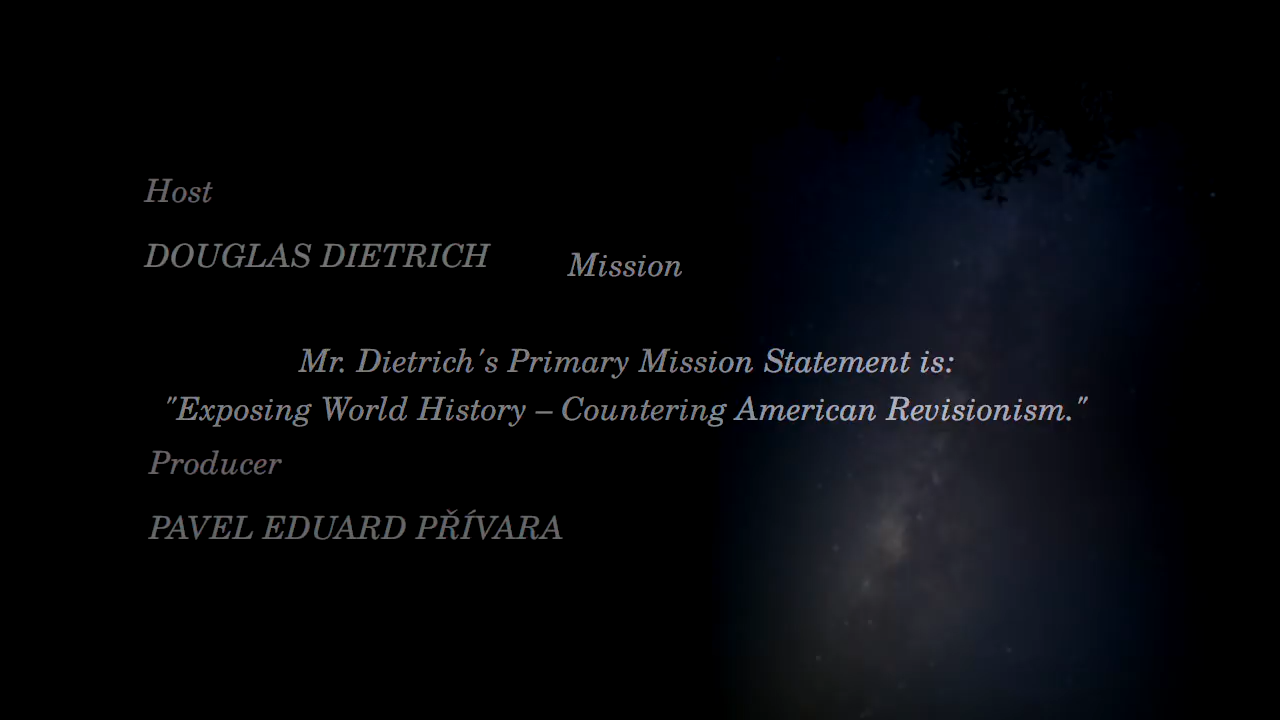 Host
DOUGLAS DIETRICH
Mission
Mr. Dietrich's Primary Mission Statement is:
"Exposing World History – Countering American Revisionism."
Producer
PAVEL EDUARD PŘÍVARA